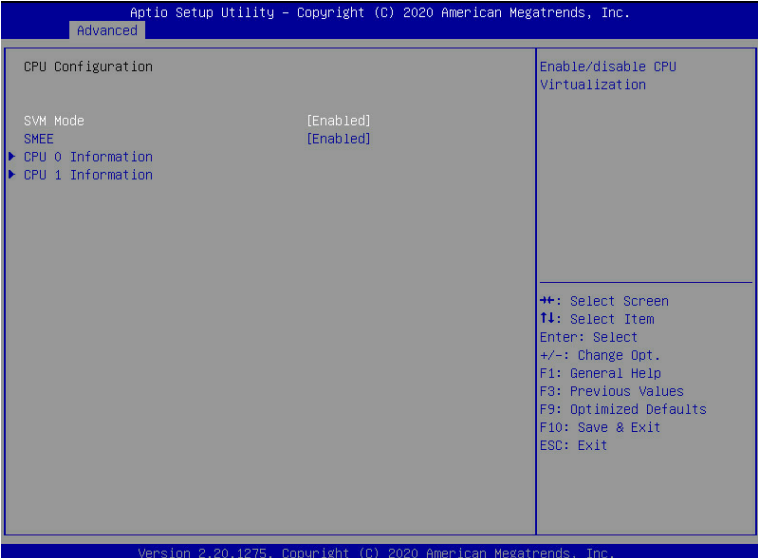 Aptio Setup Utility – Copyright (C) 2020 American Megatrends, Inc.
Advanced
CPU Configuration
SVM Mode [Enabled]
SMEE [Enabled]
CPU 0 Information
CPU 1 Information
Enable/disable CPU
Virtualization
→←: Select Screen
↑↓: Select Item
Enter: Select
+/-: Change Opt.
F1: General Help
F3: Previous Values
F9: Optimized Defaults
F10: Save & Exit
ESC: Exit
Version 2.20.1275. Copyright (C) 2020 American Megatrends, Inc.